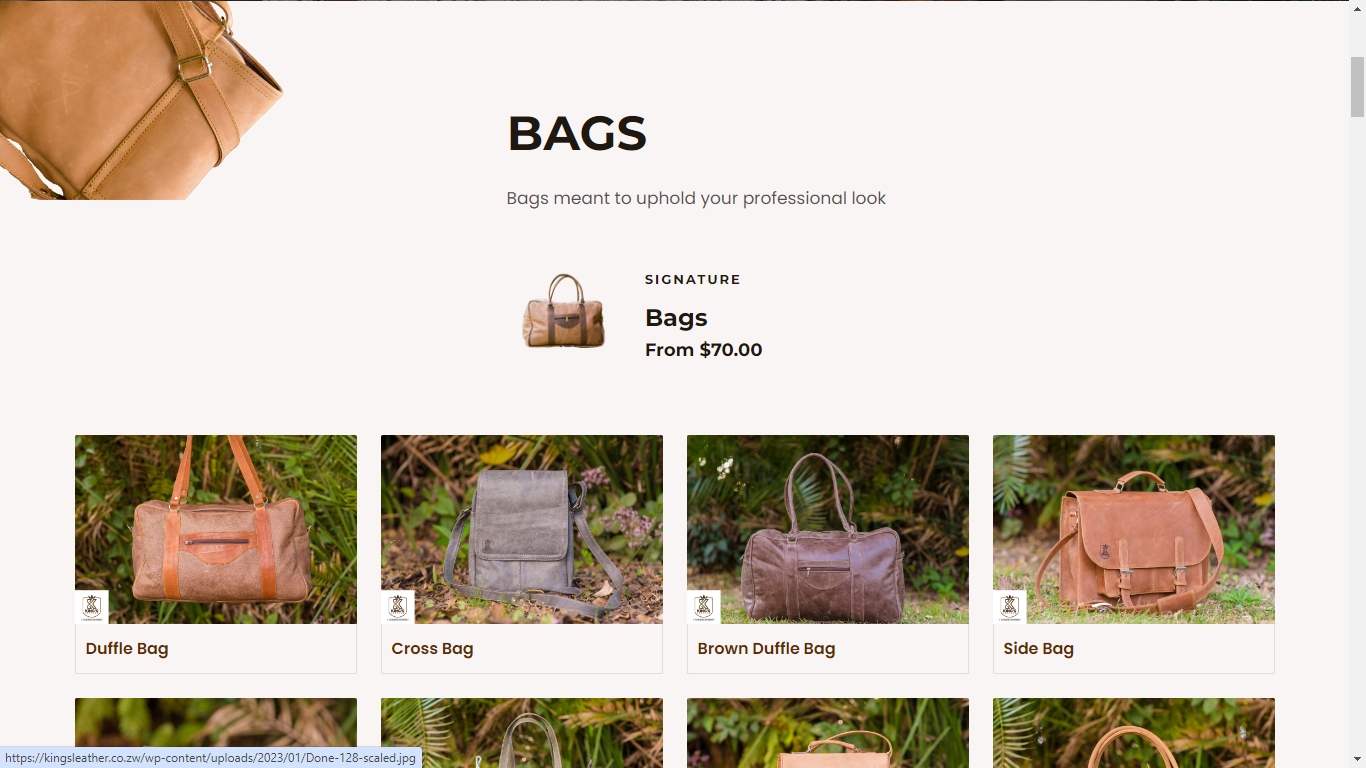 BAGS
Bags meant to uphold your professional look
SIGNATURE
Bags
From $70.00
Duffle Bag
Cross Bag
Brown Duffle Bag
Side Bag
https://kingsleather.co.zw/wp-content/uploads/2023/01/Done-128-scaled.jpg